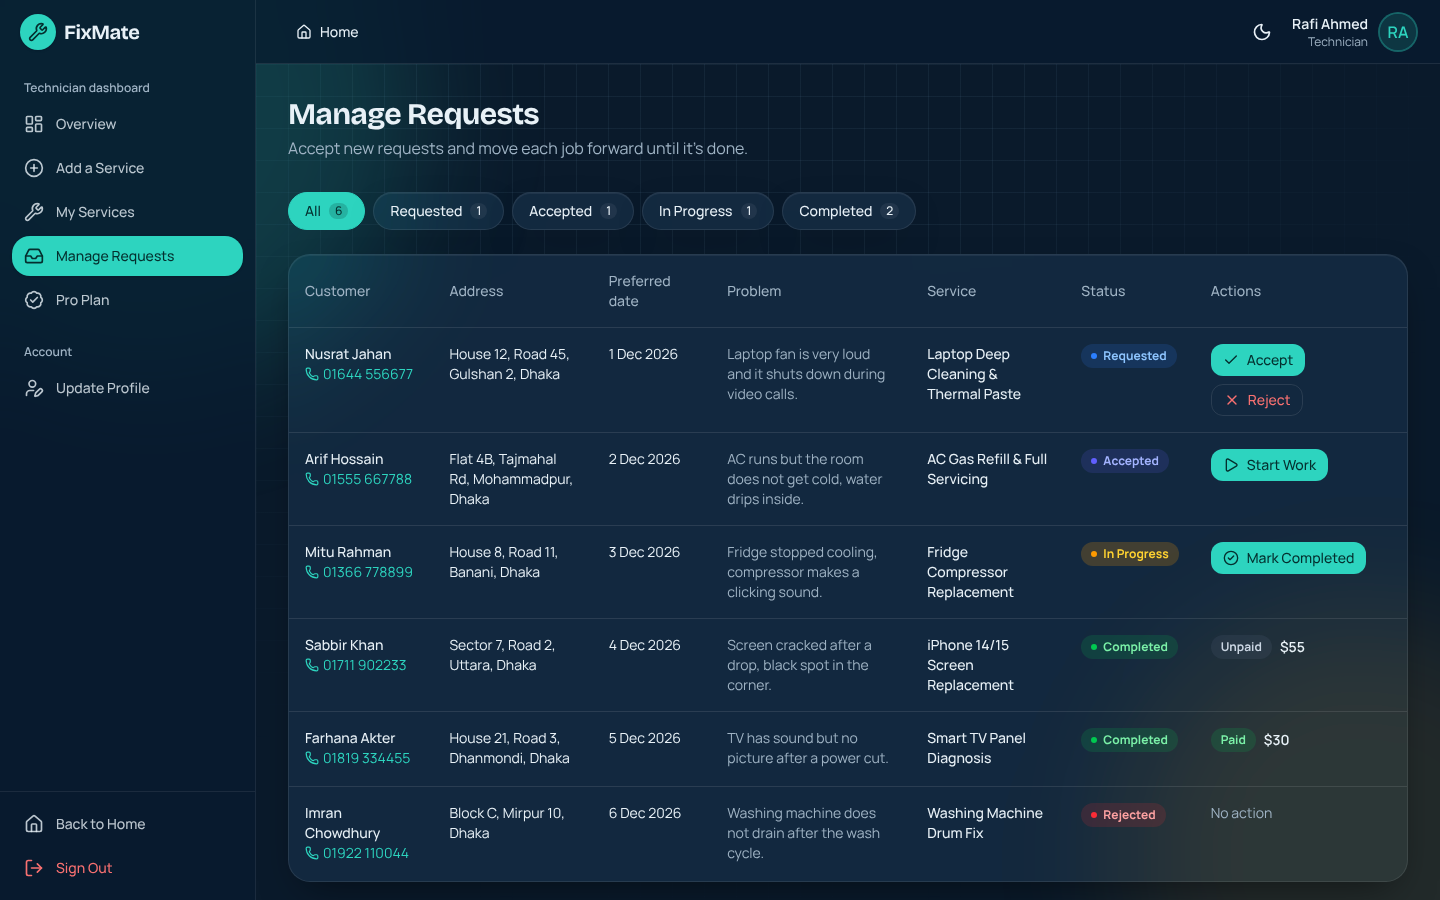 FixMate
Home
Rafi Ahmed
Technician
RA
Technician dashboard
Overview
Add a Service
My Services
Manage Requests
Pro Plan
Account
Update Profile
Back to Home
Sign Out
Manage Requests
Accept new requests and move each job forward until it's done.
All 6
Requested 1
Accepted 1
In Progress 1
Completed 2
Customer
Address
Preferred
date
Problem
Service
Status
Actions
Nusrat Jahan
01644 556677
House 12, Road 45,
Gulshan 2, Dhaka
1 Dec 2026
Laptop fan is very loud
and it shuts down during
video calls.
Laptop Deep
Cleaning &
Thermal Paste
Requested
Accept
Reject
Arif Hossain
01555 667788
Flat 4B, Tajmahal
Rd, Mohammadpur,
Dhaka
2 Dec 2026
AC runs but the room
does not get cold, water
drips inside.
AC Gas Refill & Full
Servicing
Accepted
Start Work
Mitu Rahman
01366 778899
House 8, Road 11,
Banani, Dhaka
3 Dec 2026
Fridge stopped cooling,
compressor makes a
clicking sound.
Fridge
Compressor
Replacement
In Progress
Mark Completed
Sabbir Khan
01711 902233
Sector 7, Road 2,
Uttara, Dhaka
4 Dec 2026
Screen cracked after a
drop, black spot in the
corner.
iPhone 14/15
Screen
Replacement
Completed
Unpaid $55
Farhana Akter
01819 334455
House 21, Road 3,
Dhanmondi, Dhaka
5 Dec 2026
TV has sound but no
picture after a power cut.
Smart TV Panel
Diagnosis
Completed
Paid $30
Imran
Chowdhury
01922 110044
Block C, Mirpur 10,
Dhaka
6 Dec 2026
Washing machine does
not drain after the wash
cycle.
Washing Machine
Drum Fix
Rejected
No action